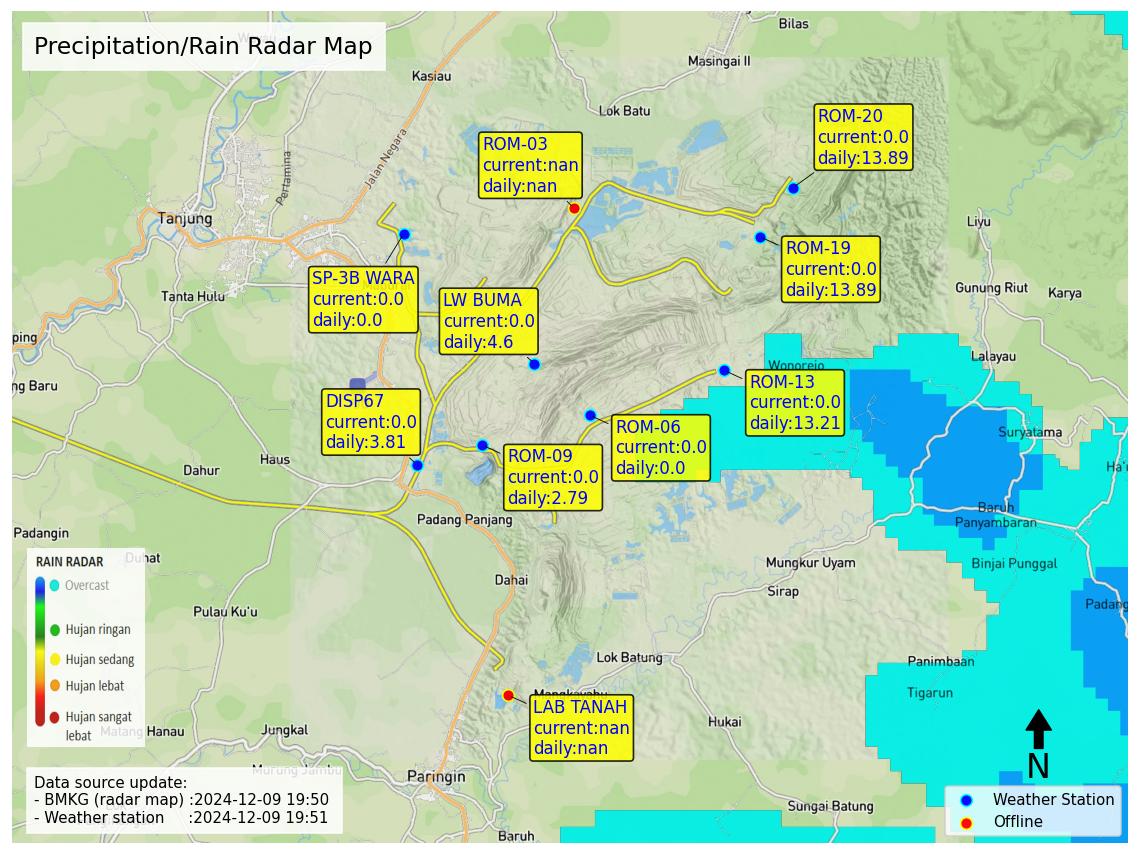 Precipitation/Rain Radar Map
Bilas
Masingai II
Kasiau
Lok Batu
Jalan Negara
Pertamina
Tanjung
Tanta Hulu
ROM-03
current:nan
daily:nan
ROM-20
current:0.0
daily:13.89
ROM-19
current:0.0
daily:13.89
Liyu
Gunung Riut
Karya
Lalayau
SP-3B WARA
current:0.0
daily:0.0
LW BUMA
current:0.0
daily:4.6
ping
ng Baru
Wonorejo
ROM-13
current:0.0
daily:13.21
DISP67
current:0.0
daily:3.81
ROM-06
current:0.0
daily:0.0
ROM-09
current:0.0
daily:2.79
Suryatama
Ha'u
Dahur
Haus
Baruh
Panyambaran
Padang Panjang
Padangin
Binjai Punggal
Mungkur Uyam
Dahai
Sirap
Padang
Pulau Ku'u
Duhat
RAIN RADAR
Overcast
Hujan ringan
Hujan sedang
Hujan lebat
Hujan sangat
lebat
Lok Batung
Panimbaan
Tigarun
Mangkayahu
LAB TANAH
current:nan
daily:nan
Hukai
Matang Hanau
Jungkal
Murung Jambu
Paringin
Sungai Batung
Baruh
N
Data source update:
- BMKG (radar map) :2024-12-09 19:50
- Weather station :2024-12-09 19:51
Weather Station
Offline